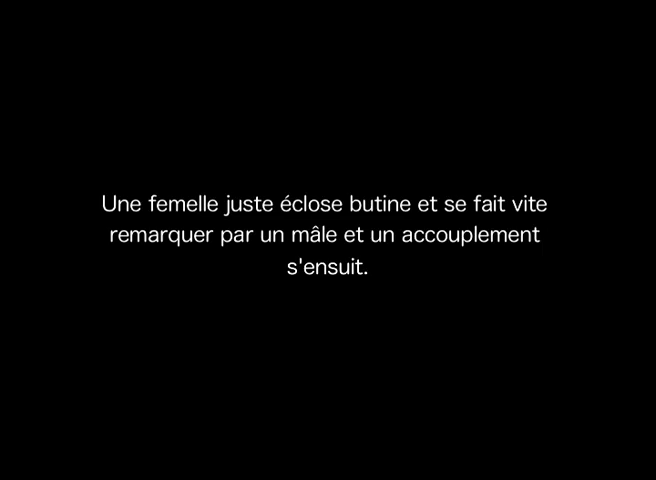 Une femelle juste éclose butine et se fait vite
remarquer par un mâle et un accouplement
s'ensuit.